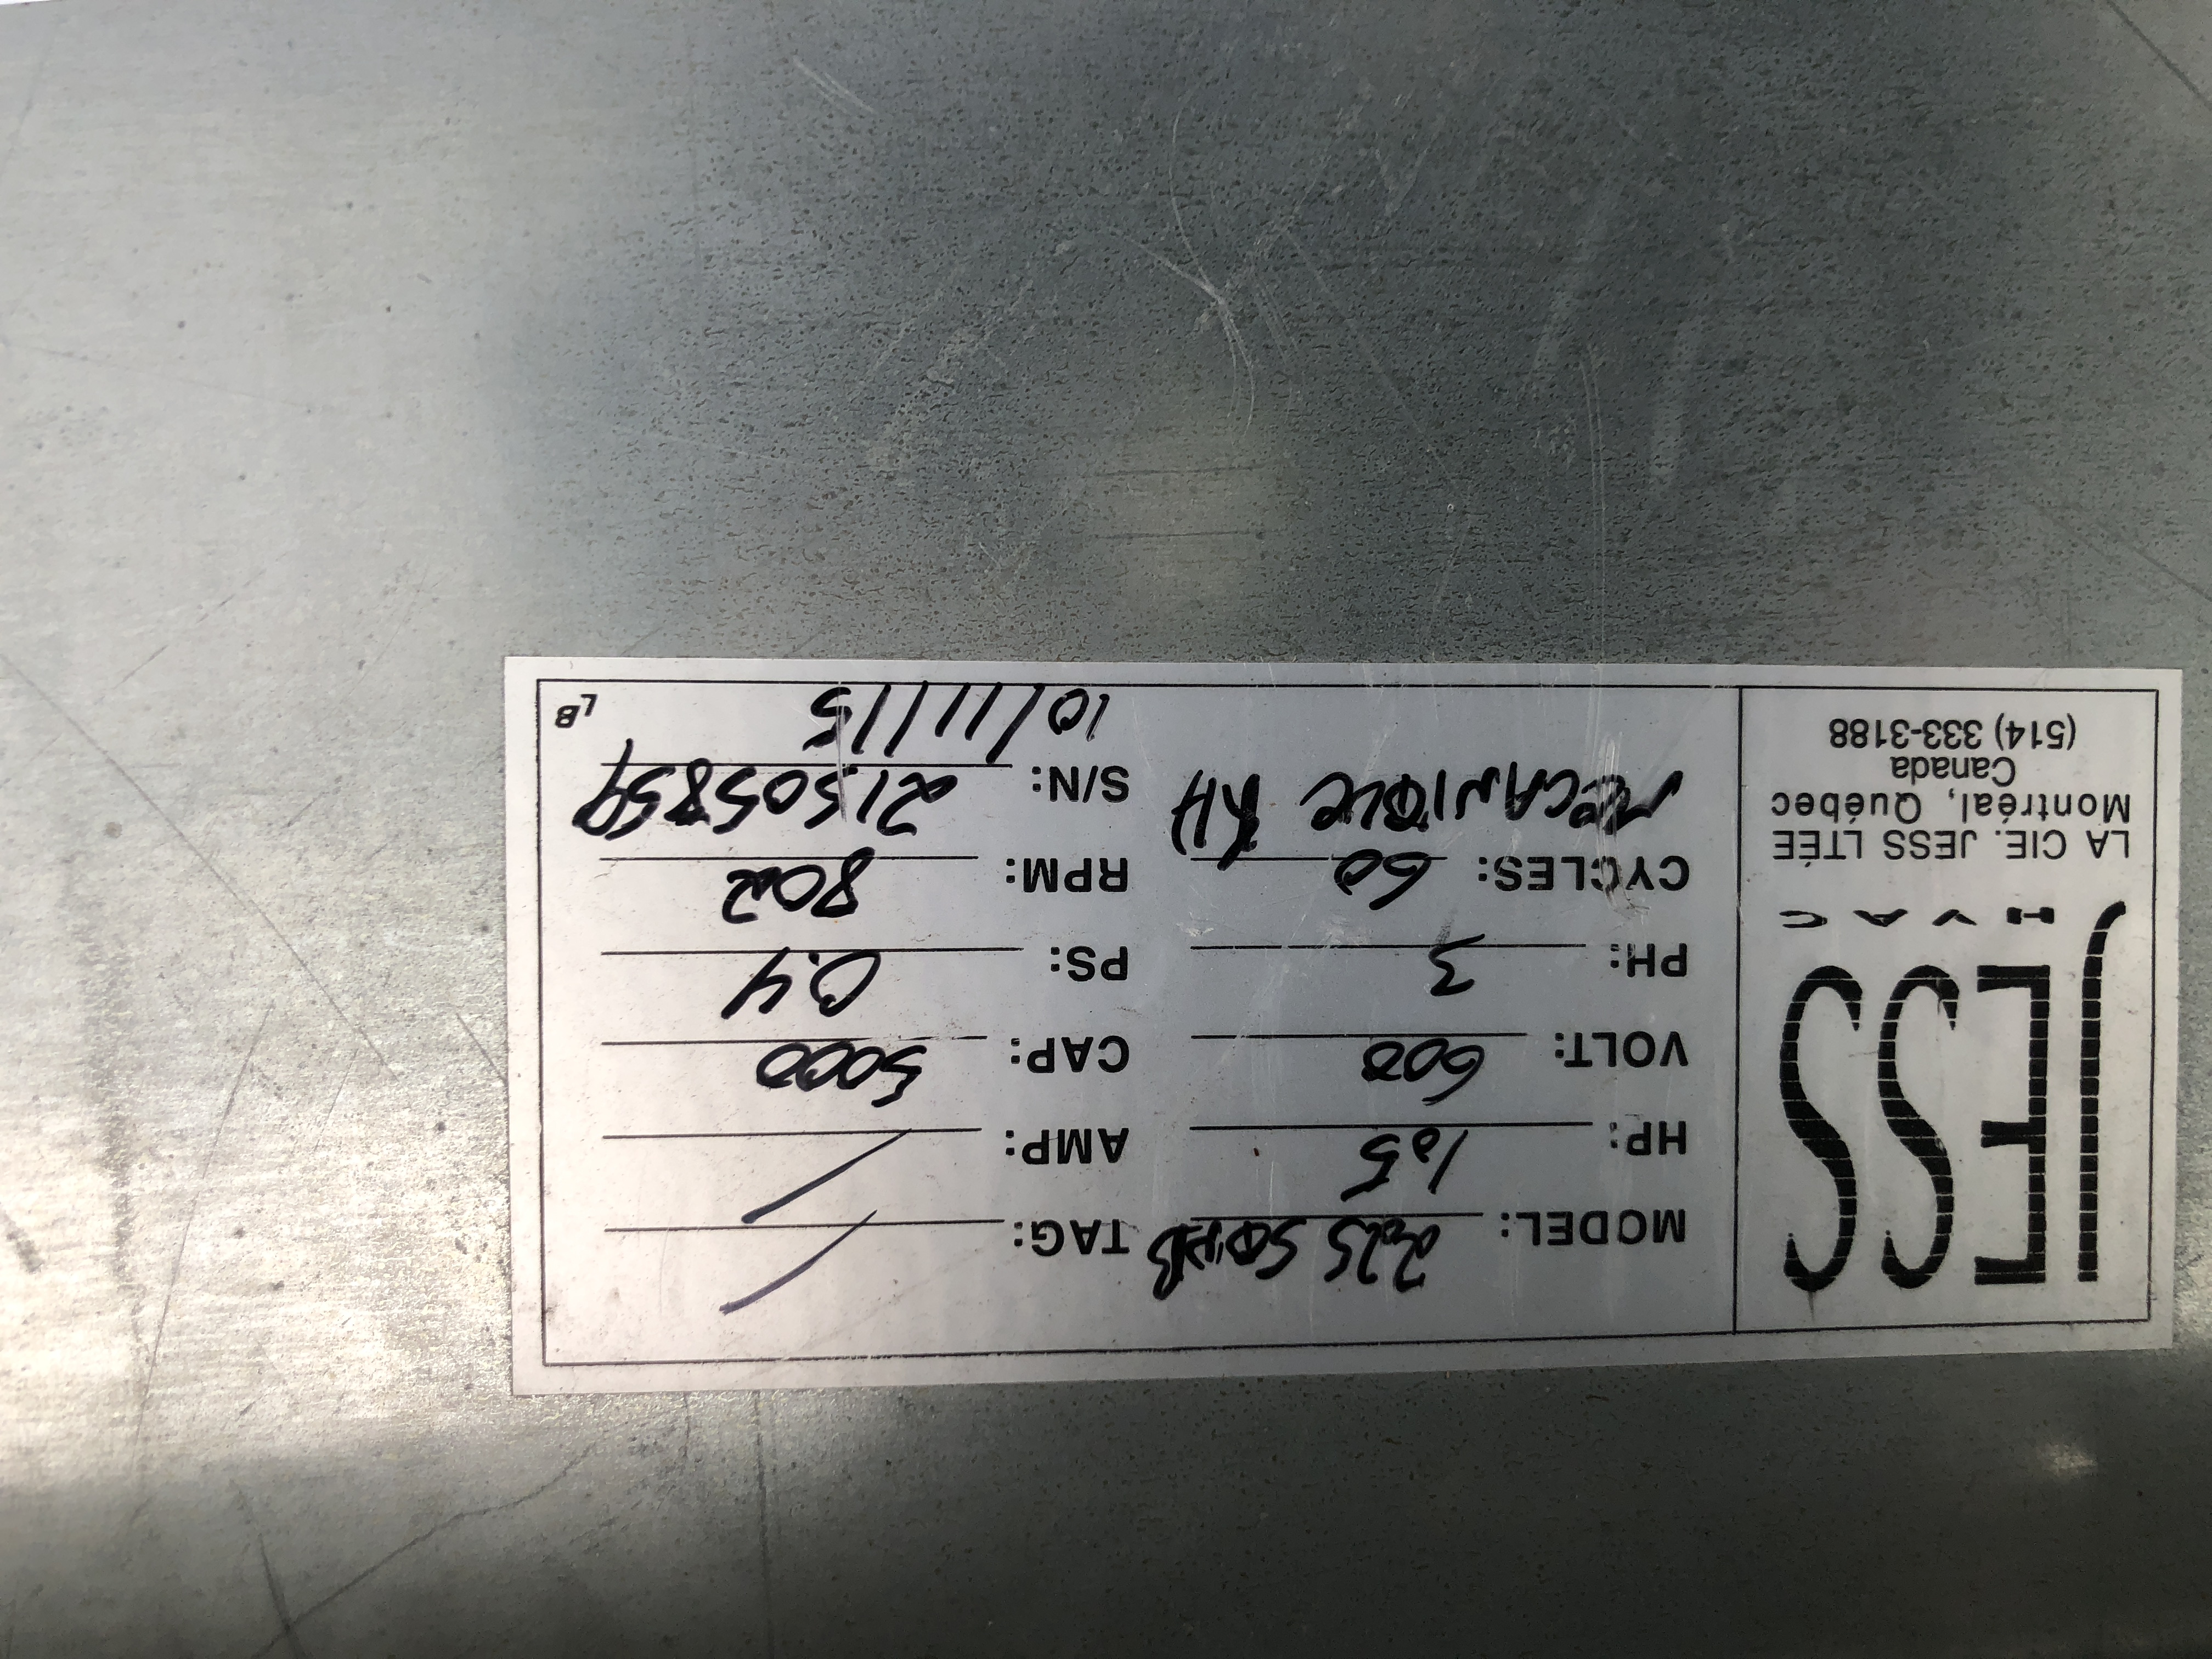 JESS
HVAC
LA CIE. JESS LTÉE
Montréal, Québec
Canada
(514) 333-3188
MODEL: 225 TAG: /
HP: 1.5 AMP: /
VOLT: 600 CAP: 5000
PH: 3 PS: 0.4
CYCLES: 60 RPM: 802
MÉCANIQUE RH S/N: 21505859
10/11/15
LB